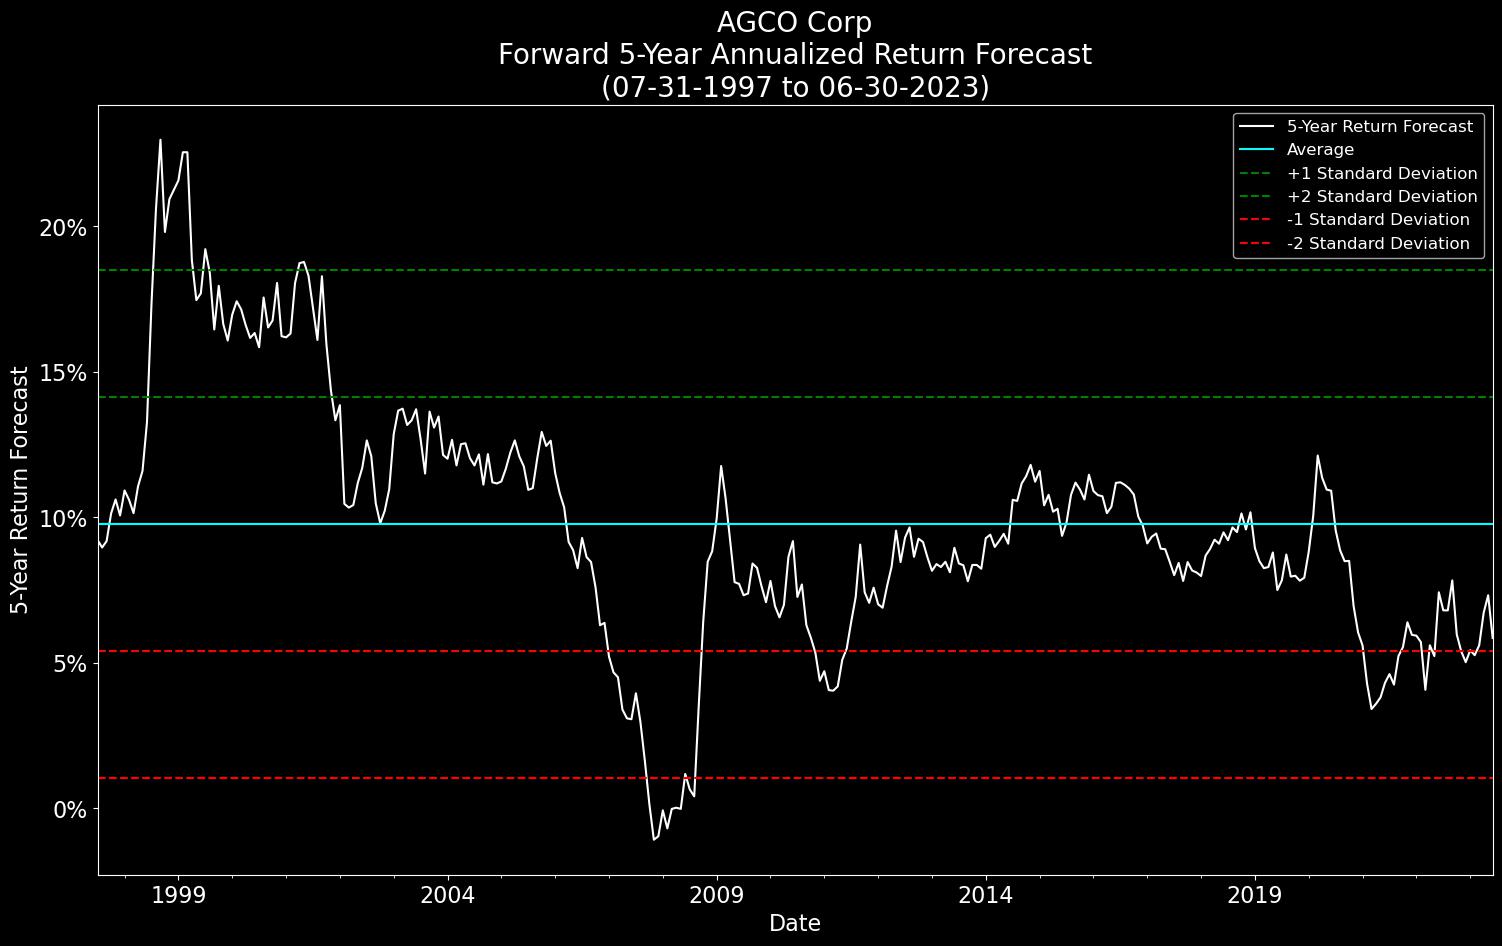 AGCO Corp
Forward 5-Year Annualized Return Forecast
(07-31-1997 to 06-30-2023)
5-Year Return Forecast
Average
+1 Standard Deviation
+2 Standard Deviation
-1 Standard Deviation
-2 Standard Deviation
20%
15%
10%
5%
0%
5-Year Return Forecast
1999
2004
2009
2014
2019
Date